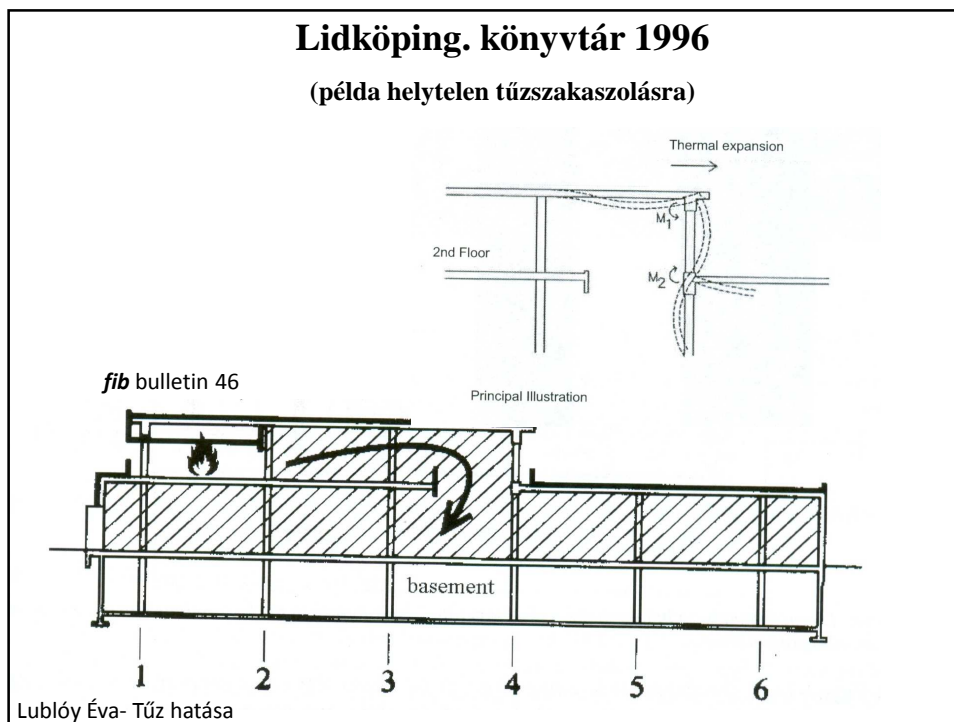 Lidköping. könyvtár 1996
(példa helytelen tűzszakaszolásra)
Thermal expansion
M1
2nd Floor
M2
fib bulletin 46
Principal Illustration
basement
1 2 3 4 5 6
Lublóy Éva- Tűz hatása